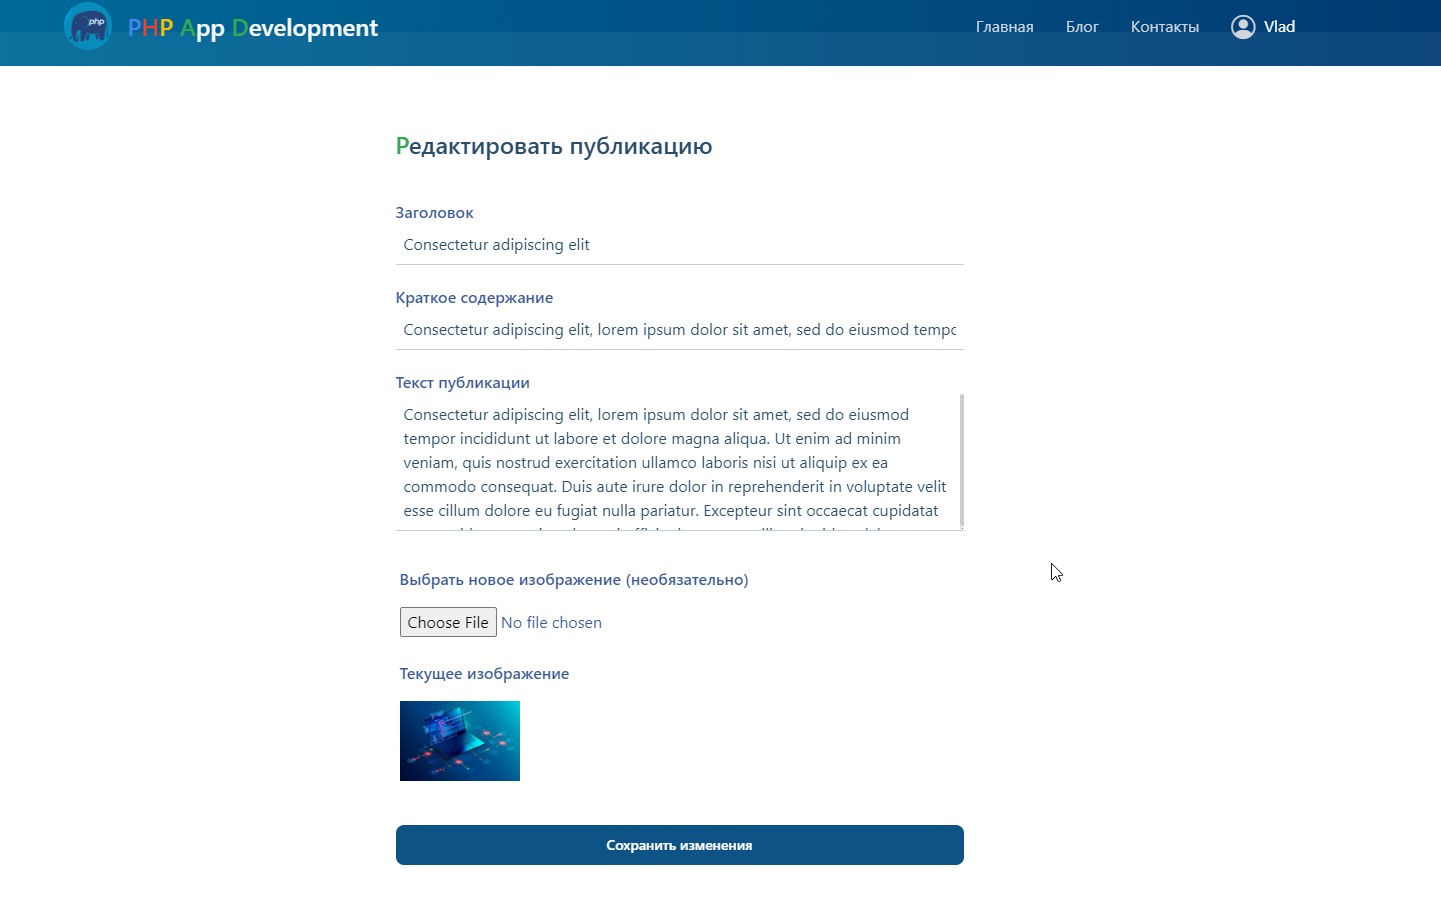 php
PHP App Development
Главная
Блог
Контакты
Vlad
Редактировать публикацию
Заголовок
Consectetur adipiscing elit
Краткое содержание
Consectetur adipiscing elit, lorem ipsum dolor sit amet, sed do eiusmod tempo
Текст публикации
Consectetur adipiscing elit, lorem ipsum dolor sit amet, sed do eiusmod
tempor incididunt ut labore et dolore magna aliqua. Ut enim ad minim
veniam, quis nostrud exercitation ullamco laboris nisi ut aliquip ex ea
commodo consequat. Duis aute irure dolor in reprehenderit in voluptate velit
esse cillum dolore eu fugiat nulla pariatur. Excepteur sint occaecat cupidatat
Выбрать новое изображение (необязательно)
Choose File No file chosen
Текущее изображение
Сохранить изменения